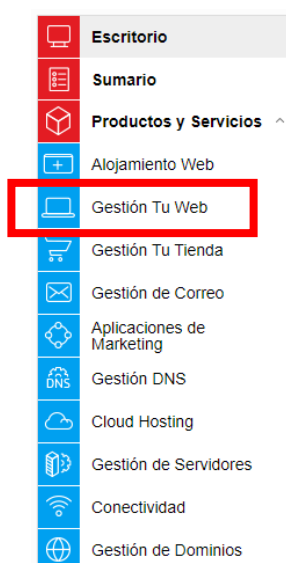 Escritorio
Sumario
Productos y Servicios
Alojamiento Web
Gestión Tu Web
Gestión Tu Tienda
Gestión de Correo
Aplicaciones de
Marketing
DNS
Gestión DNS
Cloud Hosting
Gestión de Servidores
Conectividad
Gestión de Dominios